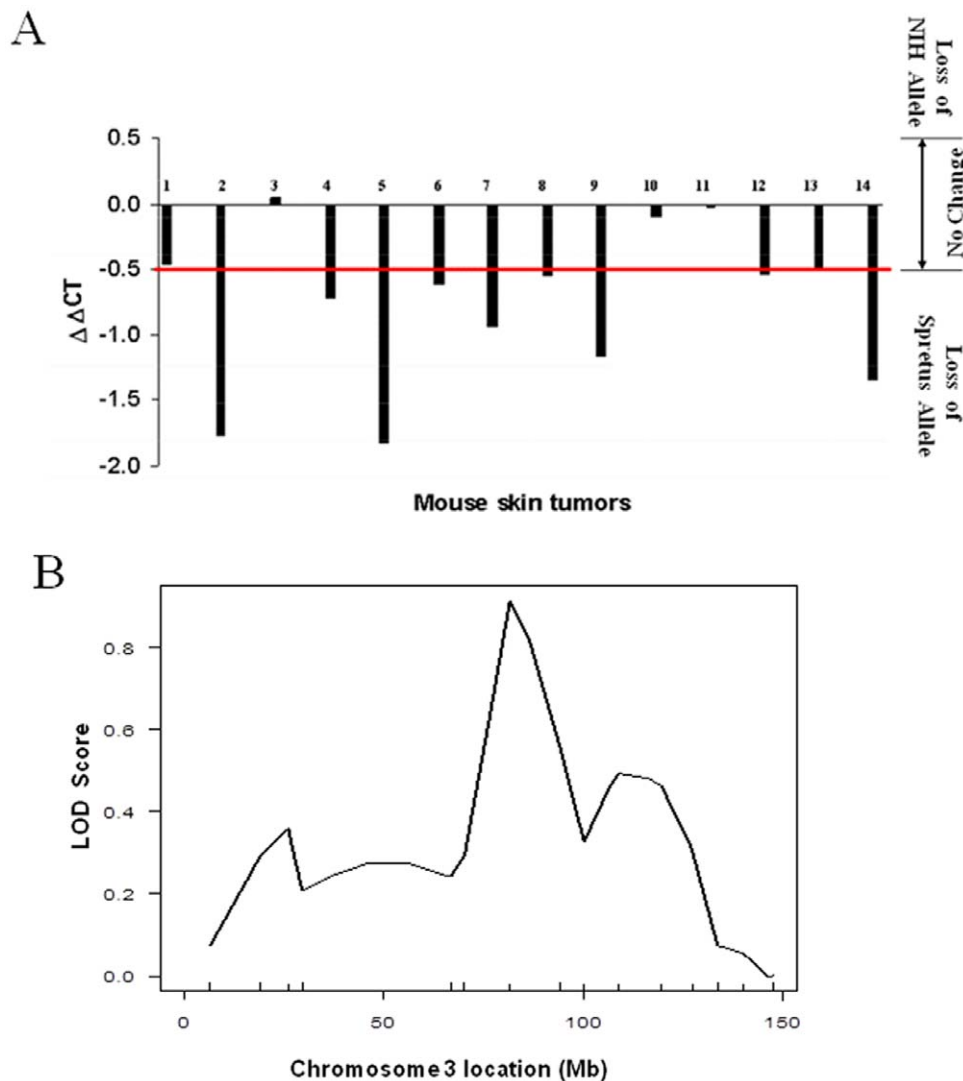 A
Loss of
NIH Allele
No Change
Loss of
Spretus Allele
0.5
0.0
-0.5
-1.0
-1.5
-2.0
ΔΔCT
1 2 3 4 5 6 7 8 9 10 11 12 13 14
Mouse skin tumors
B
0.8
0.6
0.4
0.2
0.0
LOD Score
0 50 100 150
Chromosome 3 location (Mb)